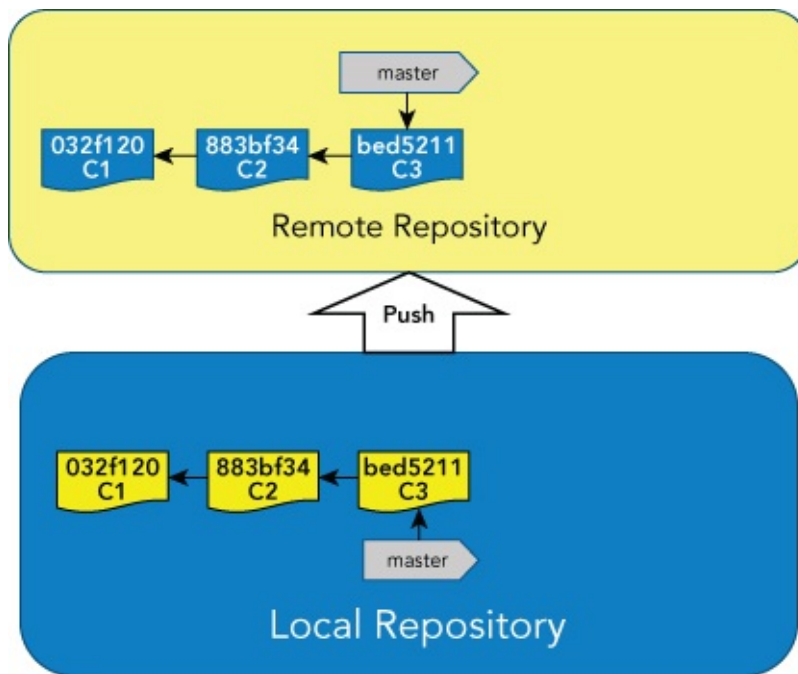 master
032f120
C1
883bf34
C2
bed5211
C3
Remote Repository
Push
032f120
C1
883bf34
C2
bed5211
C3
master
Local Repository